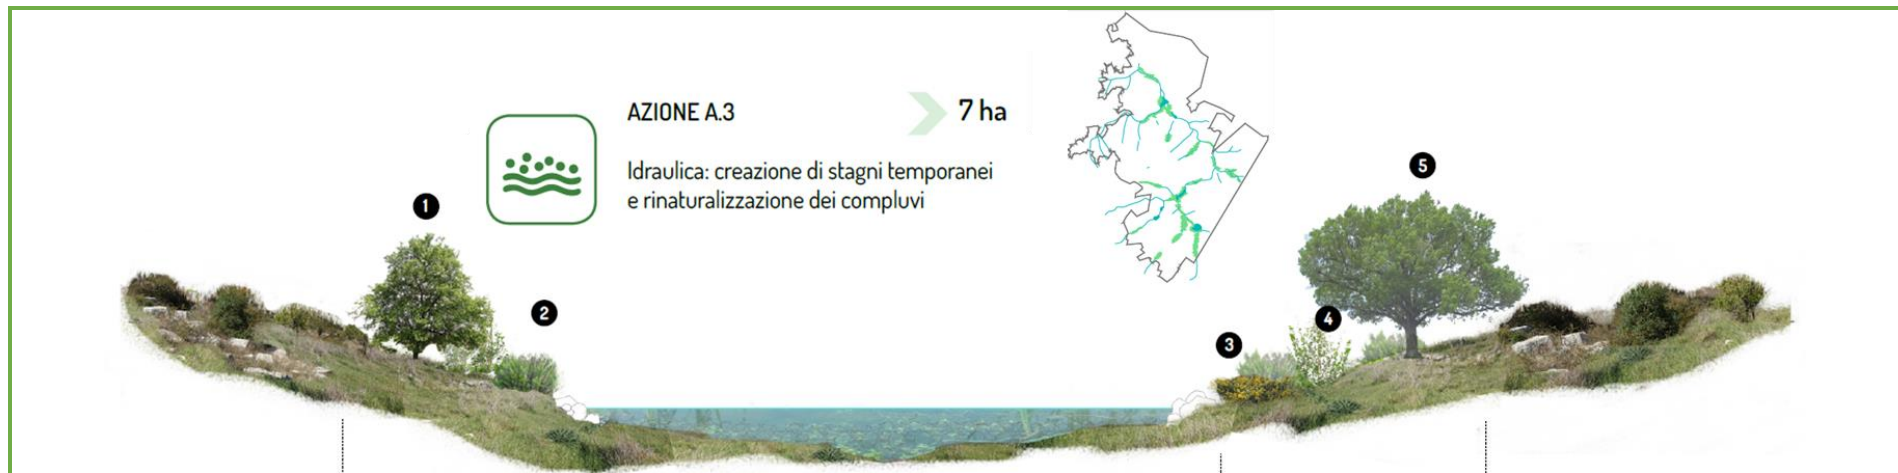 AZIONE A.3
7 ha
Idraulica: creazione di stagni temporanei
e rinaturalizzazione dei compluvi
1
2
3
4
5